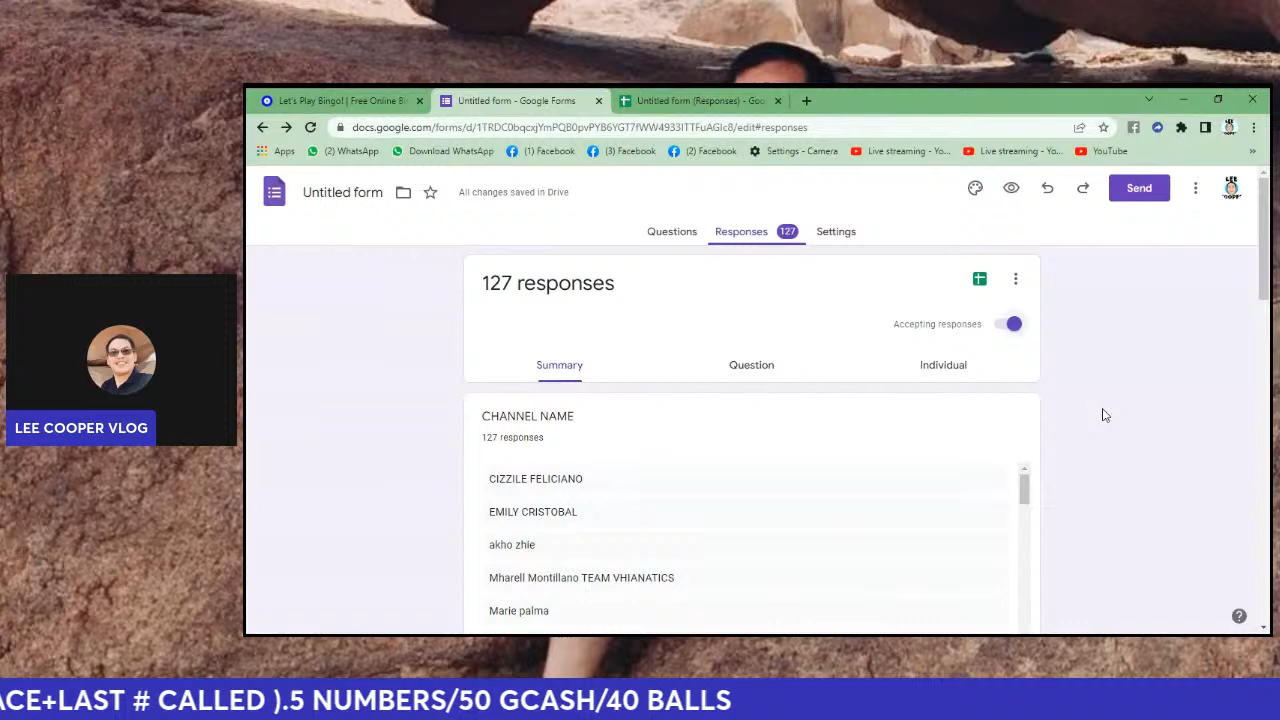 Let's Play Bingo! | Free Online Bi
Untitled form - Google Forms
Untitled form (Responses) - Goo
docs.google.com/forms/d/1TRDC0bqcxjYmPQB0pvPYB6YGT7fWW4933ITTFuAGIc8/edit#responses
Apps
(2) WhatsApp
Download WhatsApp
(1) Facebook
(3) Facebook
(2) Facebook
Settings - Camera
Live streaming - Yo...
Live streaming - Yo...
YouTube
Untitled form
All changes saved in Drive
Send
Questions
Responses 127
Settings
127 responses
Accepting responses
Summary
Question
Individual
CHANNEL NAME
127 responses
CIZZILE FELICIANO
EMILY CRISTOBAL
akho zhie
Mharell Montillano TEAM VHIANATICS
Marie palma
LEE COOPER VLOG
ACE+LAST # CALLED ).5 NUMBERS/50 GCASH/40 BALLS